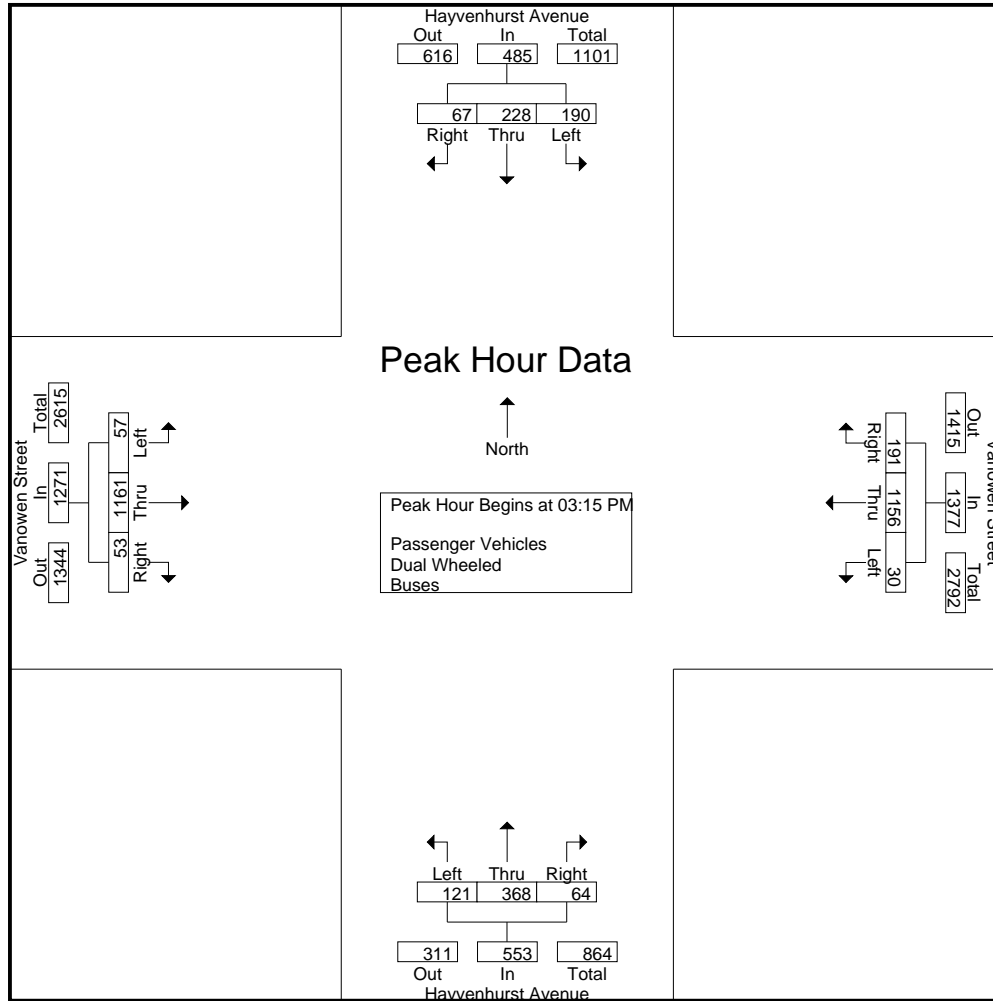 Hayvenhurst Avenue
Out In Total
616 485 1101
67 228 190
Right Thru Left
Peak Hour Data
North
Peak Hour Begins at 03:15 PM
Passenger Vehicles
Dual Wheeled
Buses
Vanowen Street
Out In Total
1344 1271 2615
Right Thru Left
53 1161 57
Vanowen Street
Out In Total
1415 1377 2792
191 1156 30
Right Thru Left
Left Thru Right
121 368 64
311 553 864
Out In Total
Hayvenhurst Avenue